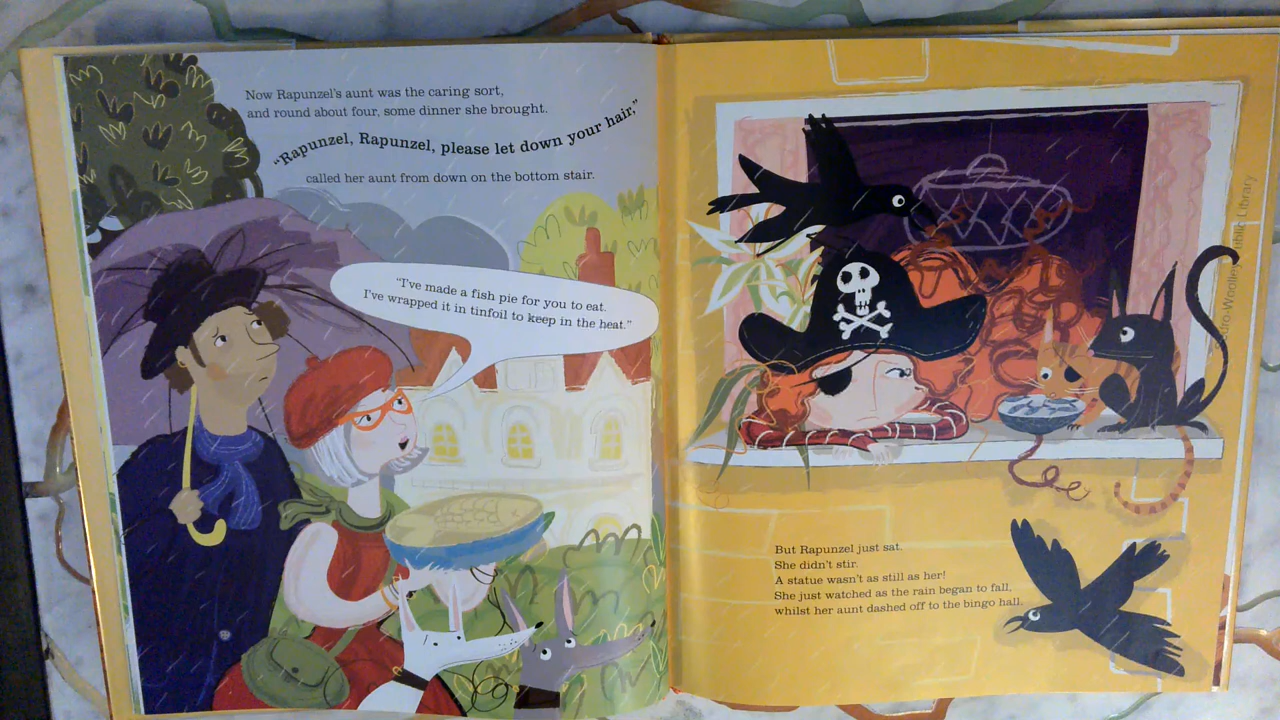 Now Rapunzel's aunt was the caring sort,
and round about four, some dinner she brought.
"Rapunzel, Rapunzel, please let down your hair,"
called her aunt from down on the bottom stair.
"I've made a fish pie for you to eat.
I've wrapped it in tinfoil to keep in the heat."
But Rapunzel just sat.
She didn't stir.
A statue wasn't as still as her!
She just watched as the rain began to fall,
whilst her aunt dashed off to the bingo hall.
Public Library